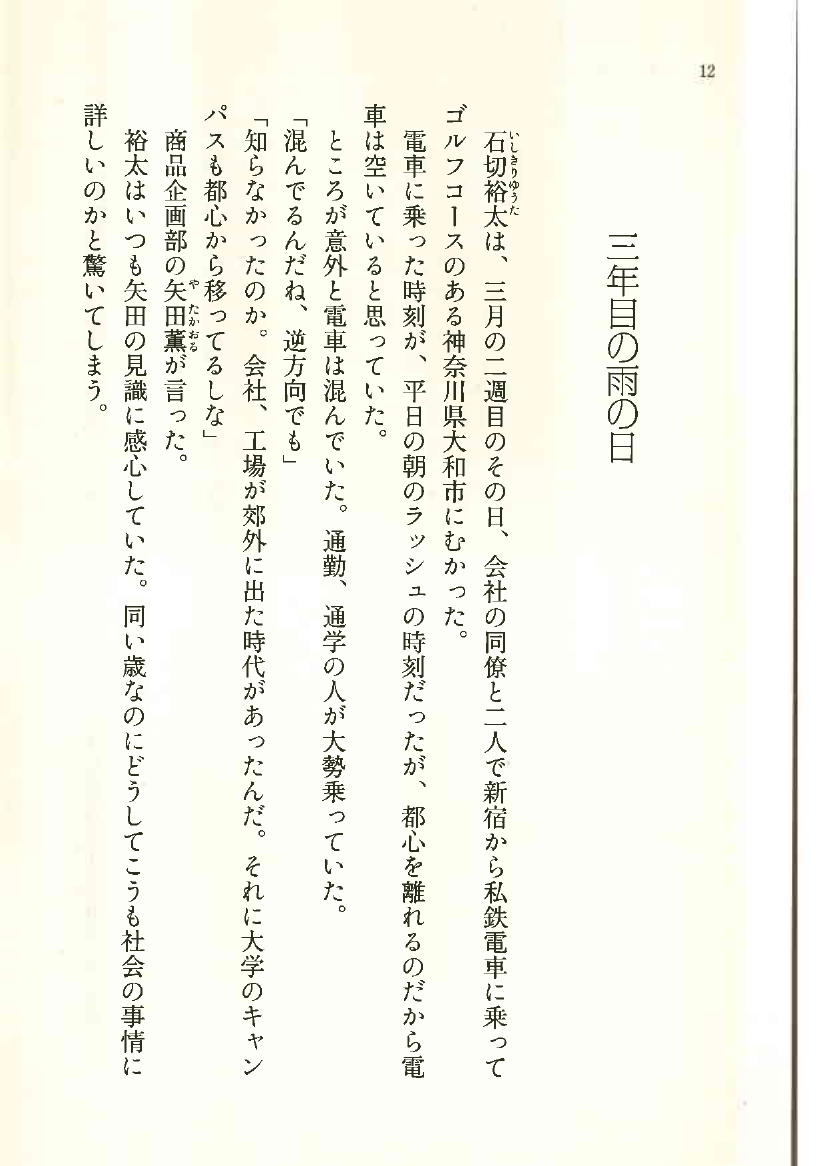 12
三年目の雨の日
石切裕太は、三月の二週目のその日、会社の同僚と二人で新宿から私鉄電車に乗って
いしきりゆうた
ゴルフコースのある神奈川県大和市にむかった。
電車に乗った時刻が、平日の朝のラッシュの時刻だったが、都心を離れるのだから電
車は空いていると思っていた。
ところが意外と電車は混んでいた。通勤、通学の人が大勢乗っていた。
「混んでるんだね、逆方向でも」
「知らなかったのか。会社、工場が郊外に出た時代があったんだ。それに大学のキャン
パスも都心から移ってるしな」
商品企画部の矢田薫が言った。
やたかおる
裕太はいつも矢田の見識に感心していた。同い歳なのにどうしてこうも社会の事情に
詳しいのかと驚いてしまう。